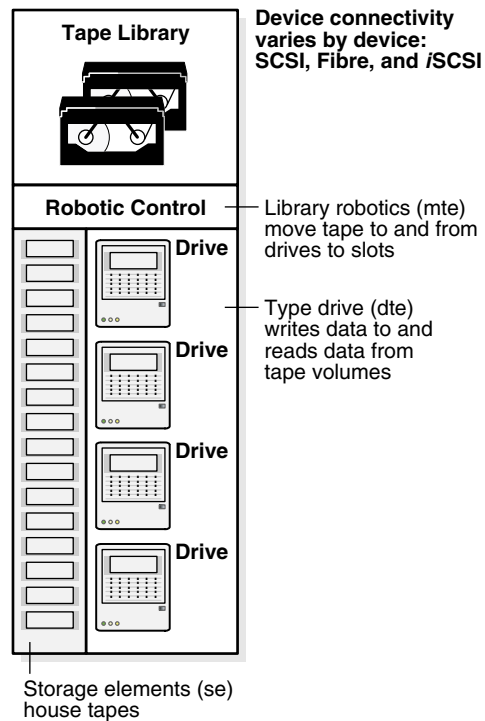 Tape Library
Device connectivity
varies by device:
SCSI, Fibre, and iSCSI
Robotic Control
Library robotics (mte)
move tape to and from
drives to slots
Drive
Type drive (dte)
writes data to and
reads data from
tape volumes
Drive
Drive
Drive
Storage elements (se)
house tapes